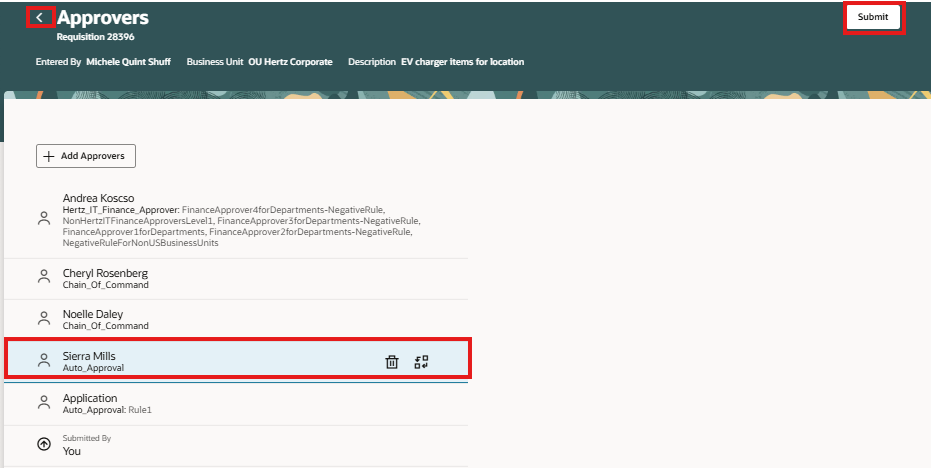 Approvers
Submit
Requisition 28396
Entered By Michele Quint Shuff Business Unit OU Hertz Corporate Description EV charger items for location
Add Approvers
Andrea Koscso
Hertz_IT_Finance_Approver: FinanceApprover4forDepartments-NegativeRule,
NonHertzITFinanceApproversLevel1, FinanceApprover3forDepartments-NegativeRule,
FinanceApprover1forDepartments, FinanceApprover2forDepartments-NegativeRule,
NegativeRuleForNonUSBusinessUnits
Cheryl Rosenberg
Chain_Of_Command
Noelle Daley
Chain_Of_Command
Sierra Mills
Auto_Approval
Application
Auto_Approval: Rule1
Submitted By
You